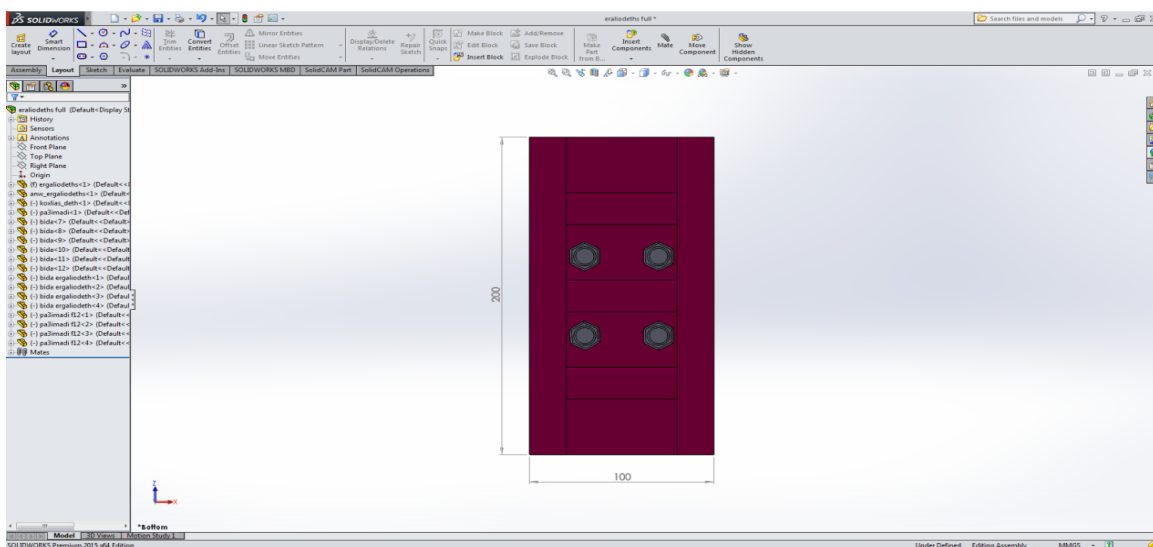 SOLIDWORKS
eraliodeths full *
Search files and models
Create layout
Smart Dimension
Trim Entities
Convert Entities
Offset Entities
Mirror Entities
Linear Sketch Pattern
Move Entities
Display/Delete Relations
Repair Sketch
Quick Snaps
Make Block
Edit Block
Insert Block
Add/Remove
Save Block
Explode Block
Make Part from B...
Insert Components
Mate
Move Component
Show Hidden Components
Assembly Layout Sketch Evaluate SOLIDWORKS Add-Ins SOLIDWORKS MBD SolidCAM Part SolidCAM Operations
eraliodeths full (Default<Display St
History
Sensors
Annotations
Front Plane
Top Plane
Right Plane
Origin
(f) ergaliodeths<1> (Default<<
anw_ergaliodeths<1> (Default<
(-) koxlias_deth<1> (Default<<
(-) pa3imadi<1> (Default<<Def
(-) bida<7> (Default<<Default>
(-) bida<8> (Default<<Default>
(-) bida<9> (Default<<Default>
(-) bida<10> (Default<<Default
(-) bida<11> (Default<<Default
(-) bida<12> (Default<<Default
(-) bida ergaliodeth<1> (Defaul
(-) bida ergaliodeth<2> (Defaul
(-) bida ergaliodeth<3> (Defaul
(-) bida ergaliodeth<4> (Defaul
(-) pa3imadi f12<1> (Default<<
(-) pa3imadi f12<2> (Default<<
(-) pa3imadi f12<3> (Default<<
(-) pa3imadi f12<4> (Default<<
Mates
200
100
Z
X
*Bottom
Model 3D Views Motion Study 1
SOLIDWORKS Premium 2015 x64 Edition
Under Defined Editing Assembly MMGS